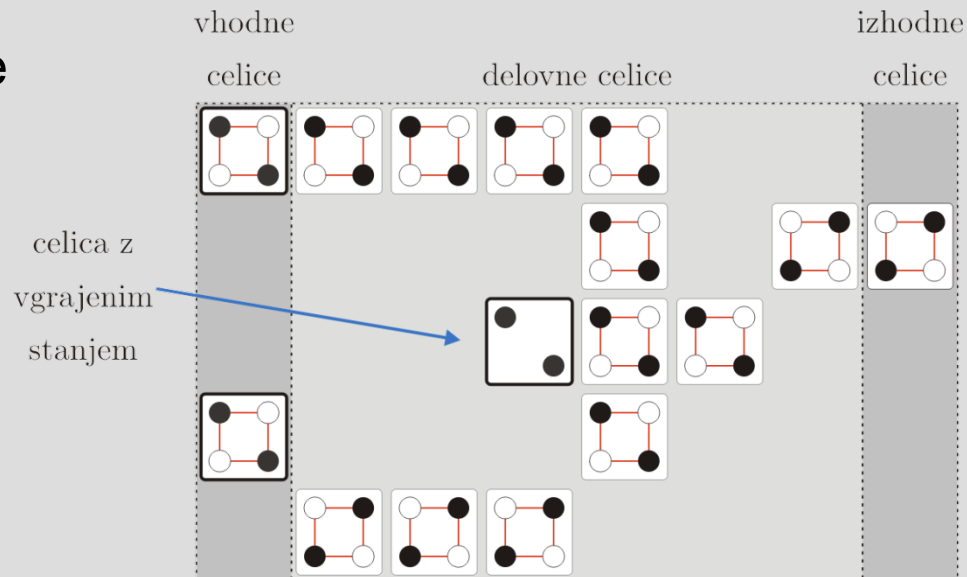 vhodne
izhodne
e
celice
delovne celice
celice
celica z
vgrajenim
stanjem